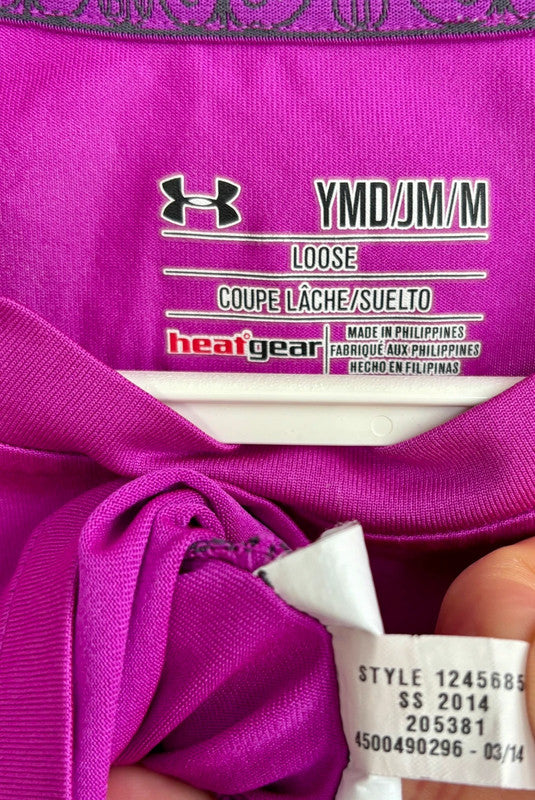 YMD/JM/M
LOOSE
COUPE LÂCHE/SUELTO
heatgear
MADE IN PHILIPPINES
FABRIQUÉ AUX PHILIPPINES
HECHO EN FILIPINAS
STYLE 1245685
SS 2014
205381
4500490296 - 03/14